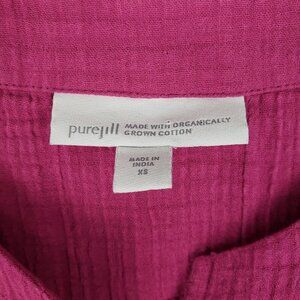 purejill MADE WITH ORGANICALLY
GROWN COTTON
MADE IN
INDIA
XS